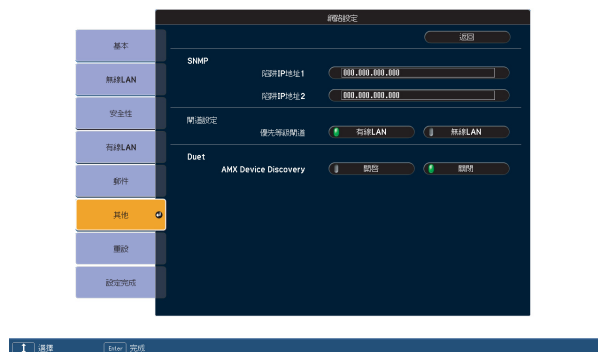 網路設定
返回
基本
無線LAN
安全性
有線LAN
郵件
其他
重設
設定完成
SNMP
陷阱IP地址1 000.000.000.000
陷阱IP地址2 000.000.000.000
閘道設定
優先等級閘道 有線LAN 無線LAN
Duet
AMX Device Discovery 開啓 關閉
選擇 Enter 完成